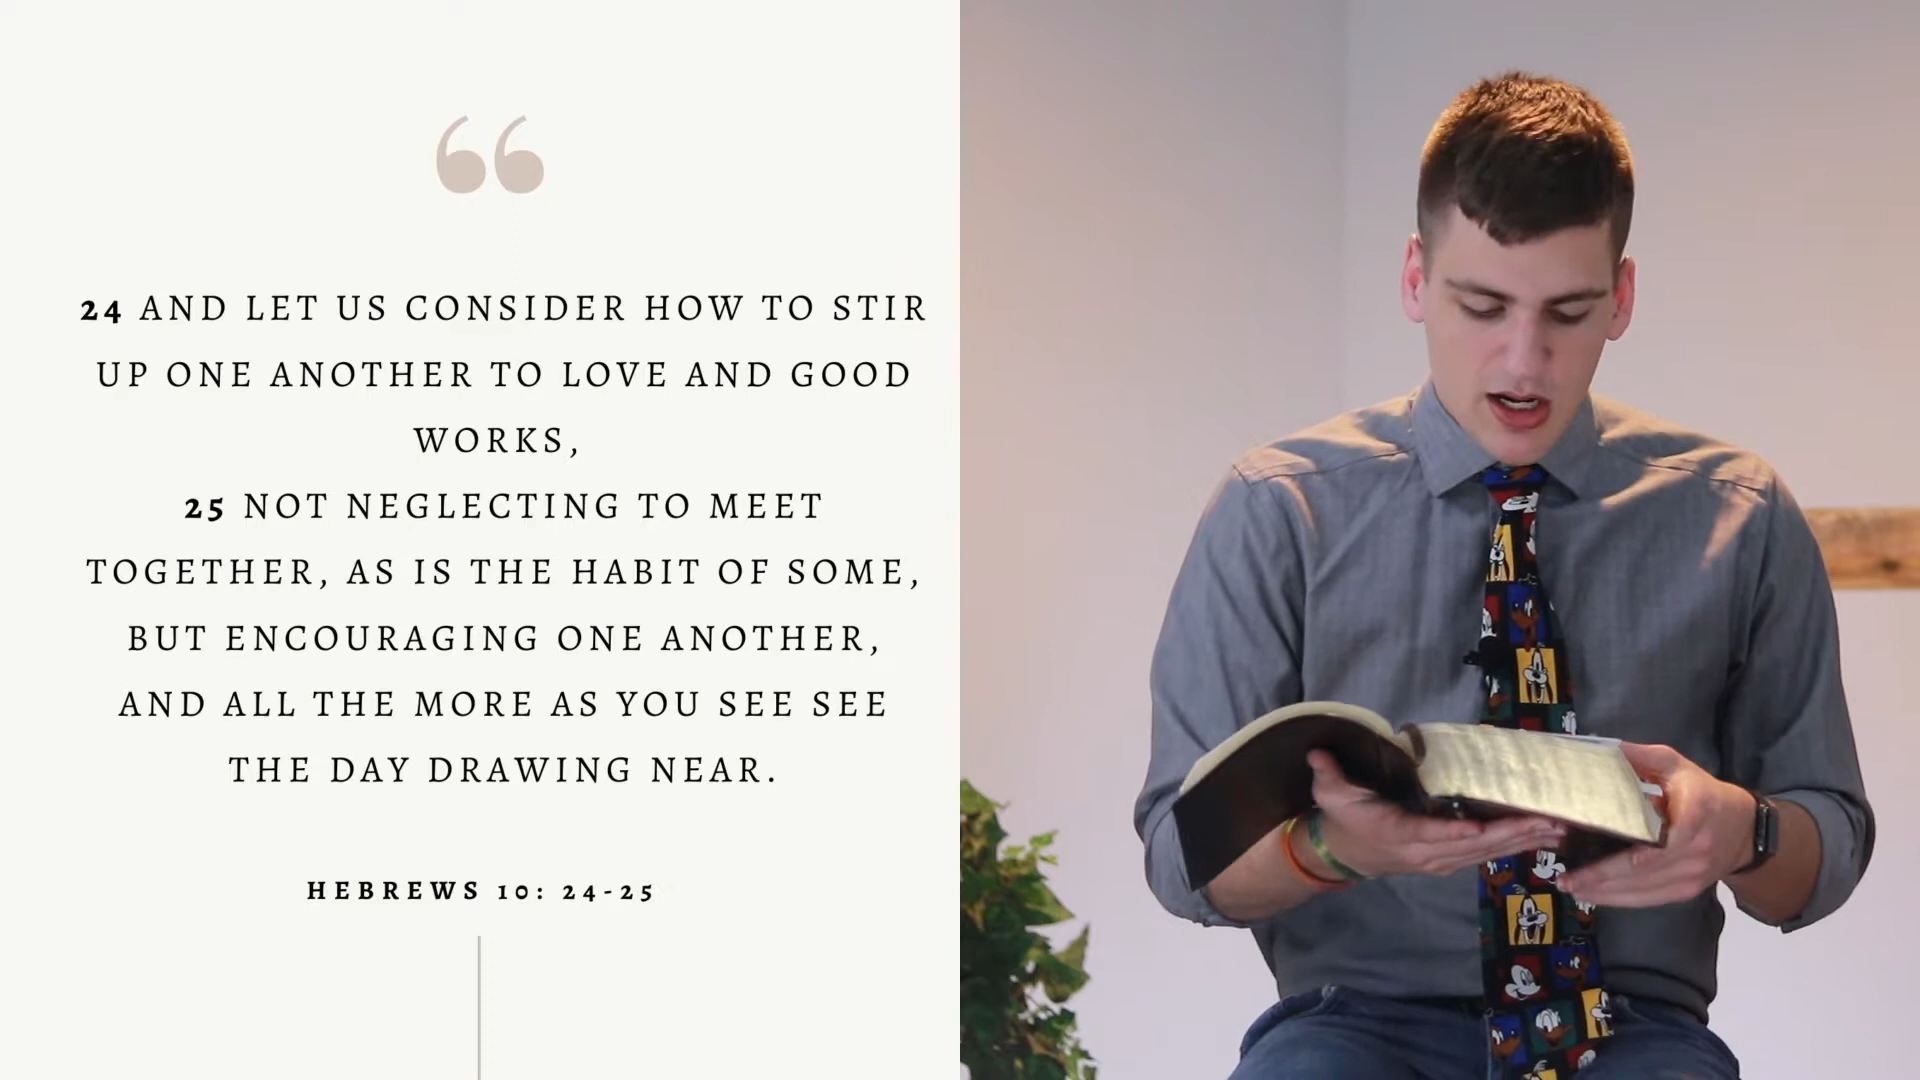 “
24 AND LET US CONSIDER HOW TO STIR
UP ONE ANOTHER TO LOVE AND GOOD
WORKS,
25 NOT NEGLECTING TO MEET
TOGETHER, AS IS THE HABIT OF SOME,
BUT ENCOURAGING ONE ANOTHER,
AND ALL THE MORE AS YOU SEE SEE
THE DAY DRAWING NEAR.
HEBREWS 10: 24-25